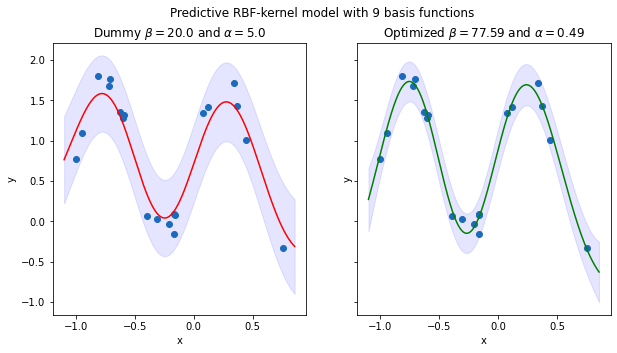 Predictive RBF-kernel model with 9 basis functions
Dummy β = 20.0 and α = 5.0
Optimized β = 77.59 and α = 0.49
2.0
1.5
1.0
0.5
0.0
−0.5
−1.0
y
y
−1.0
−0.5
0.0
0.5
−1.0
−0.5
0.0
0.5
x
x